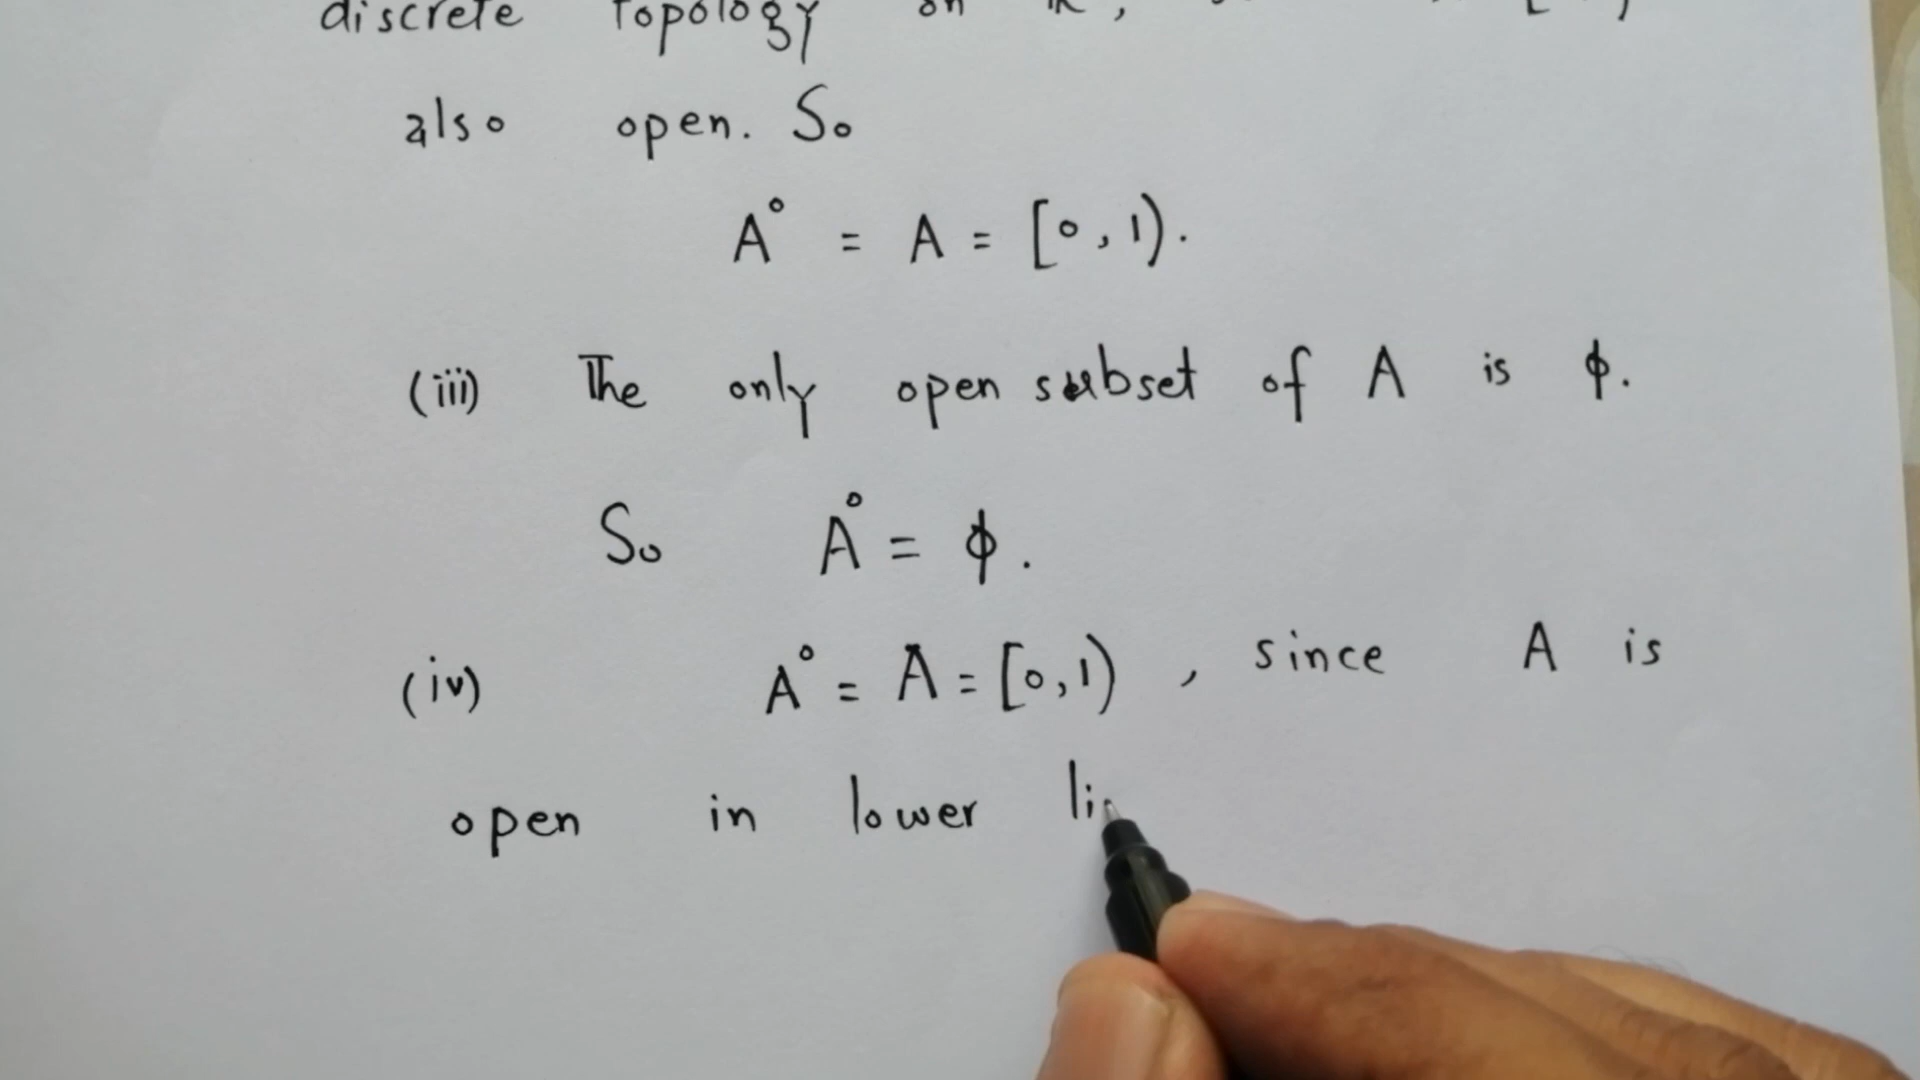 discrete Topology on
also open. So
A° = A = [0,1).
(iii) The only open subset of A is ϕ.
So A° = ϕ.
(iv) A° = A = [0,1) , since A is
open in lower li